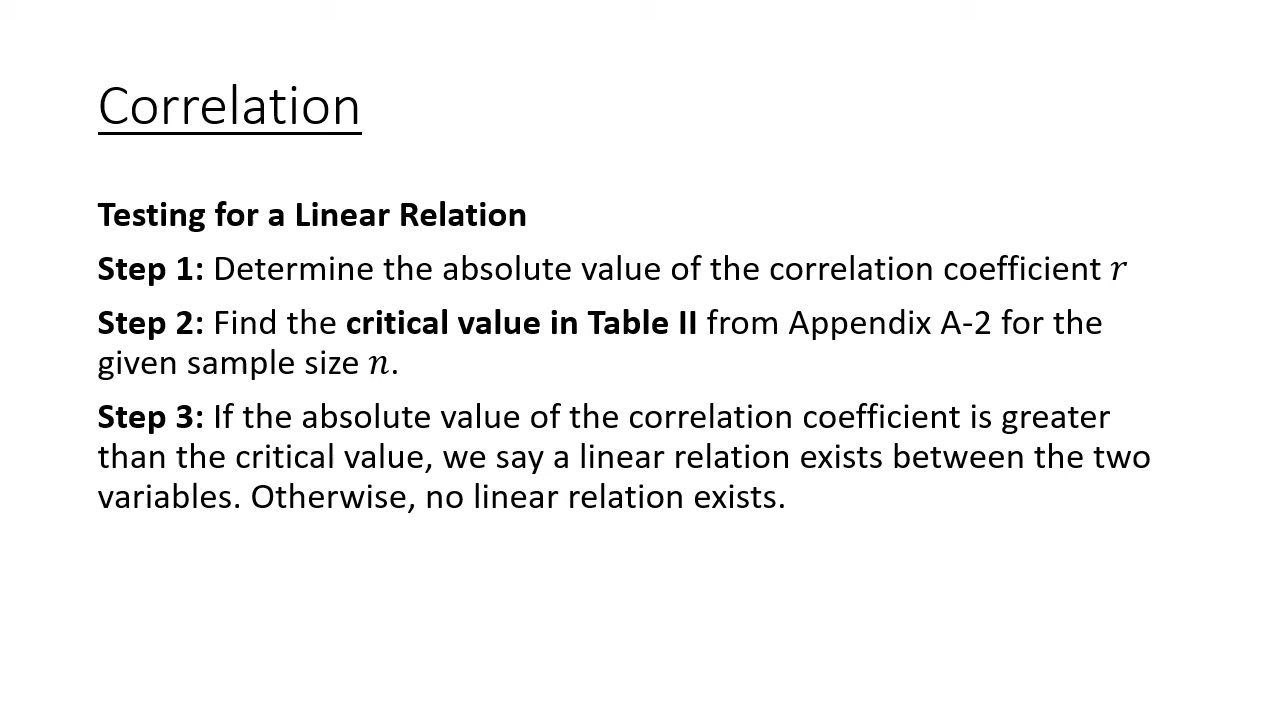 Correlation
Testing for a Linear Relation
Step 1: Determine the absolute value of the correlation coefficient r
Step 2: Find the critical value in Table II from Appendix A-2 for the
given sample size n.
Step 3: If the absolute value of the correlation coefficient is greater
than the critical value, we say a linear relation exists between the two
variables. Otherwise, no linear relation exists.